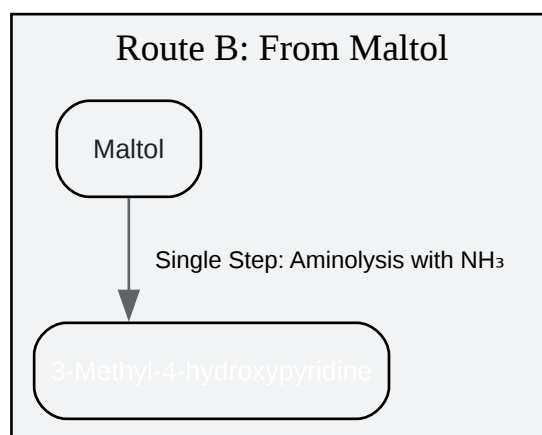 Route B: From Maltol
Maltol
Single Step: Aminolysis with NH₃
3-Methyl-4-hydroxypyridine